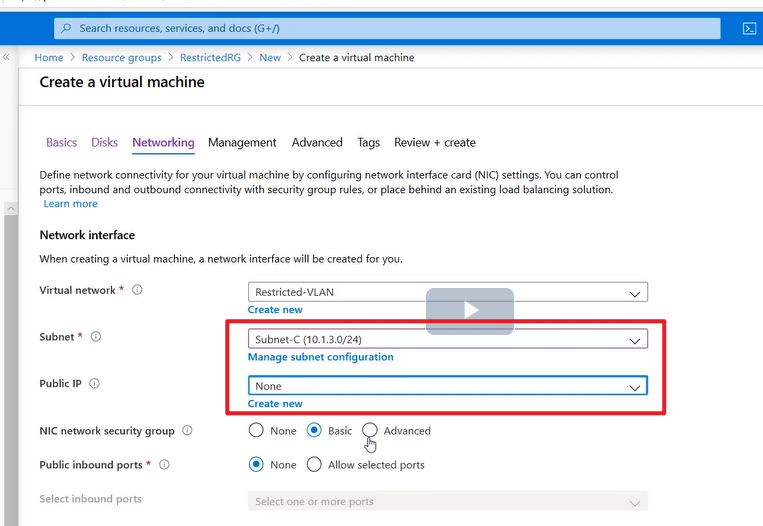 Search resources, services, and docs (G+/)
Home > Resource groups > RestrictedRG > New > Create a virtual machine
Create a virtual machine
Basics Disks Networking Management Advanced Tags Review + create
Define network connectivity for your virtual machine by configuring network interface card (NIC) settings. You can control
ports, inbound and outbound connectivity with security group rules, or place behind an existing load balancing solution.
Learn more
Network interface
When creating a virtual machine, a network interface will be created for you.
Virtual network * Restricted-VLAN
Create new
Subnet * Subnet-C (10.1.3.0/24)
Manage subnet configuration
Public IP None
Create new
NIC network security group None Basic Advanced
Public inbound ports * None Allow selected ports
Select inbound ports Select one or more ports